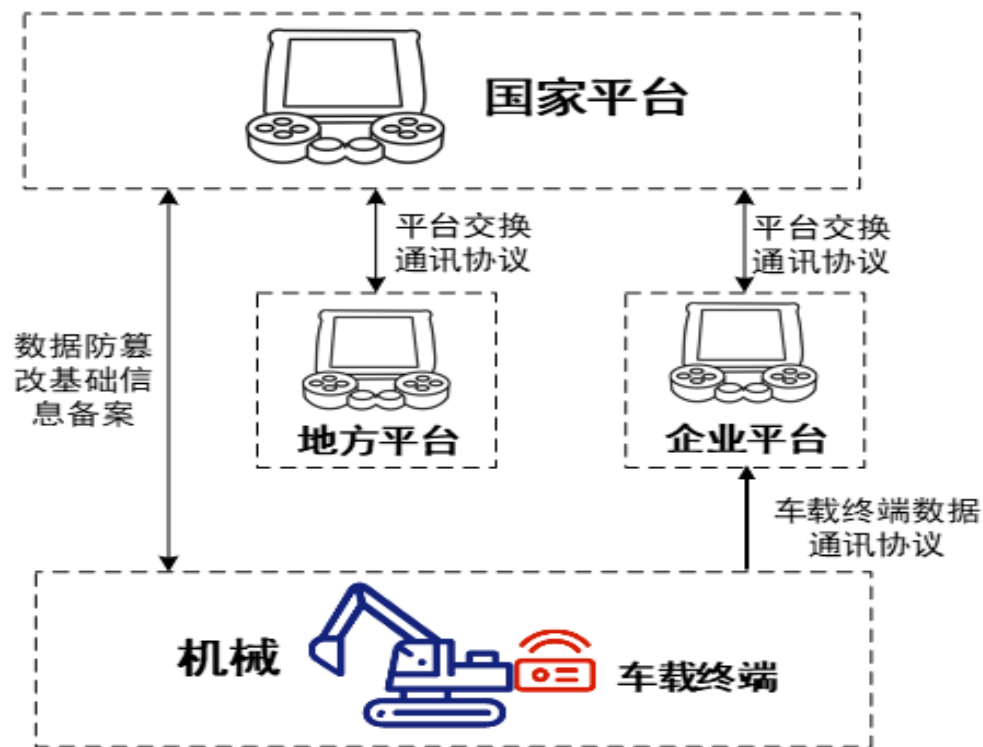 国家平台
平台交换
通讯协议
平台交换
通讯协议
数据防篡
改基础信
息备案
地方平台
企业平台
车载终端数据
通讯协议
机械
车载终端